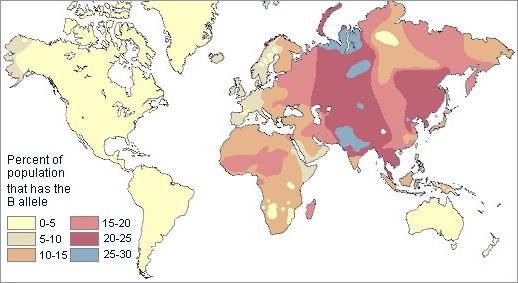 Percent of
population
that has the
B allele
0-5
5-10
10-15
15-20
20-25
25-30